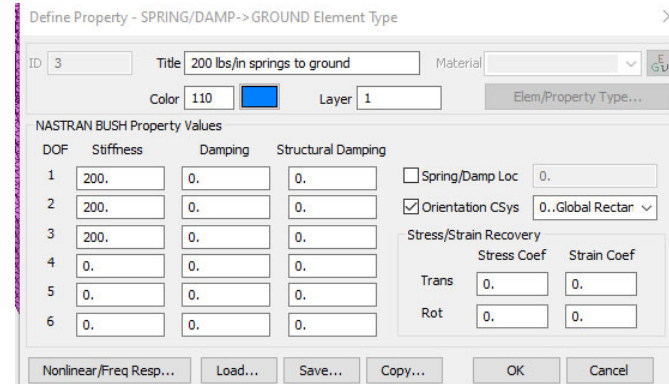 Define Property - SPRING/DAMP->GROUND Element Type
ID 3 Title 200 lbs/in springs to ground Material
Color 110 Layer 1 Elem/Property Type...
NASTRAN BUSH Property Values
DOF Stiffness Damping Structural Damping
1 200. 0. 0. Spring/Damp Loc 0.
2 200. 0. 0. Orientation CSys 0..Global Rectan
3 200. 0. 0. Stress/Strain Recovery
Stress Coef Strain Coef
4 0. 0. 0. Trans 0. 0.
5 0. 0. 0. Rot 0. 0.
6 0. 0. 0.
Nonlinear/Freq Resp... Load... Save... Copy... OK Cancel